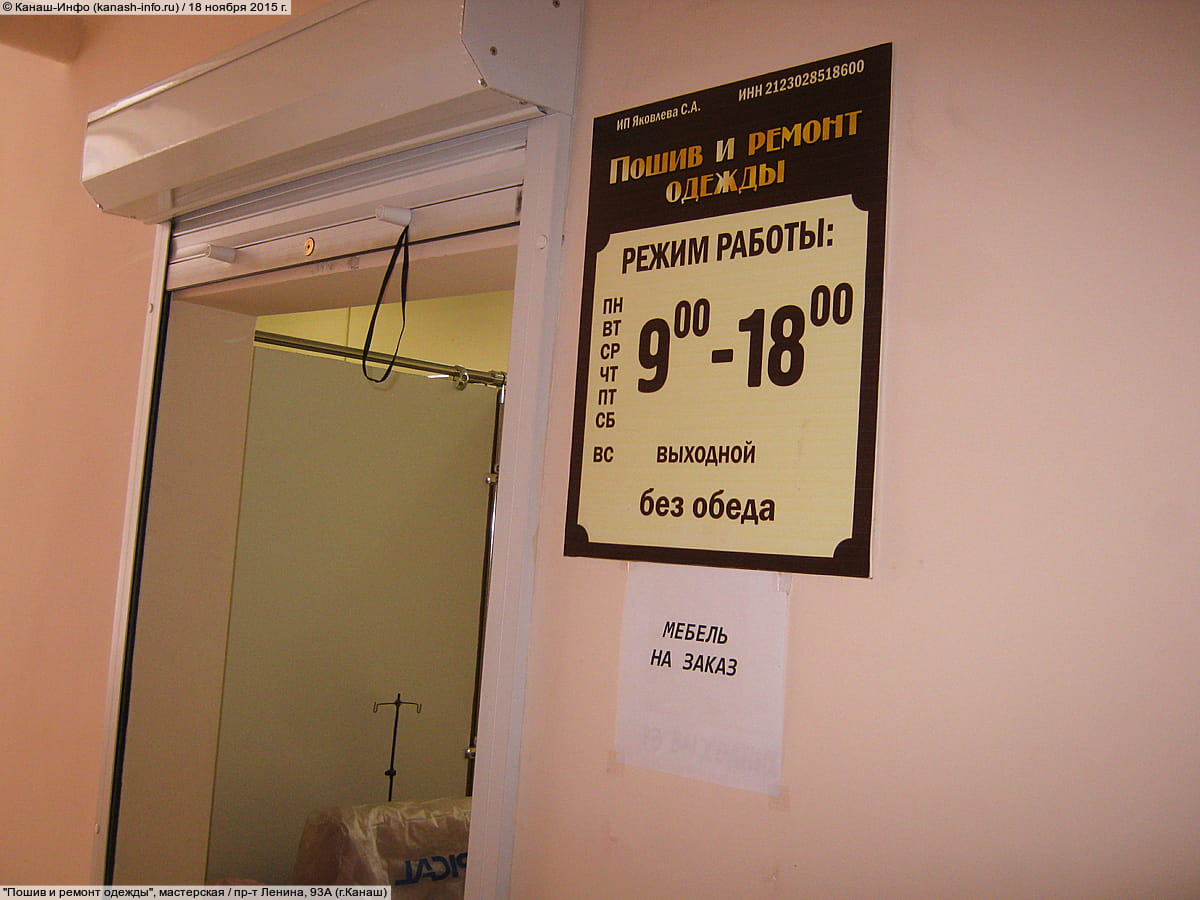 © Канаш-Инфо (kanash-info.ru) / 18 ноября 2015 г.
ИП Яковлева С.А. ИНН 2123028518600
Пошив и ремонт
одежды
РЕЖИМ РАБОТЫ:
ПН
ВТ
СР
ЧТ
ПТ
СБ
9⁰⁰-18⁰⁰
ВС ВЫХОДНОЙ
без обеда
МЕБЕЛЬ
НА ЗАКАЗ
"Пошив и ремонт одежды", мастерская / пр-т Ленина, 93А (г.Канаш)